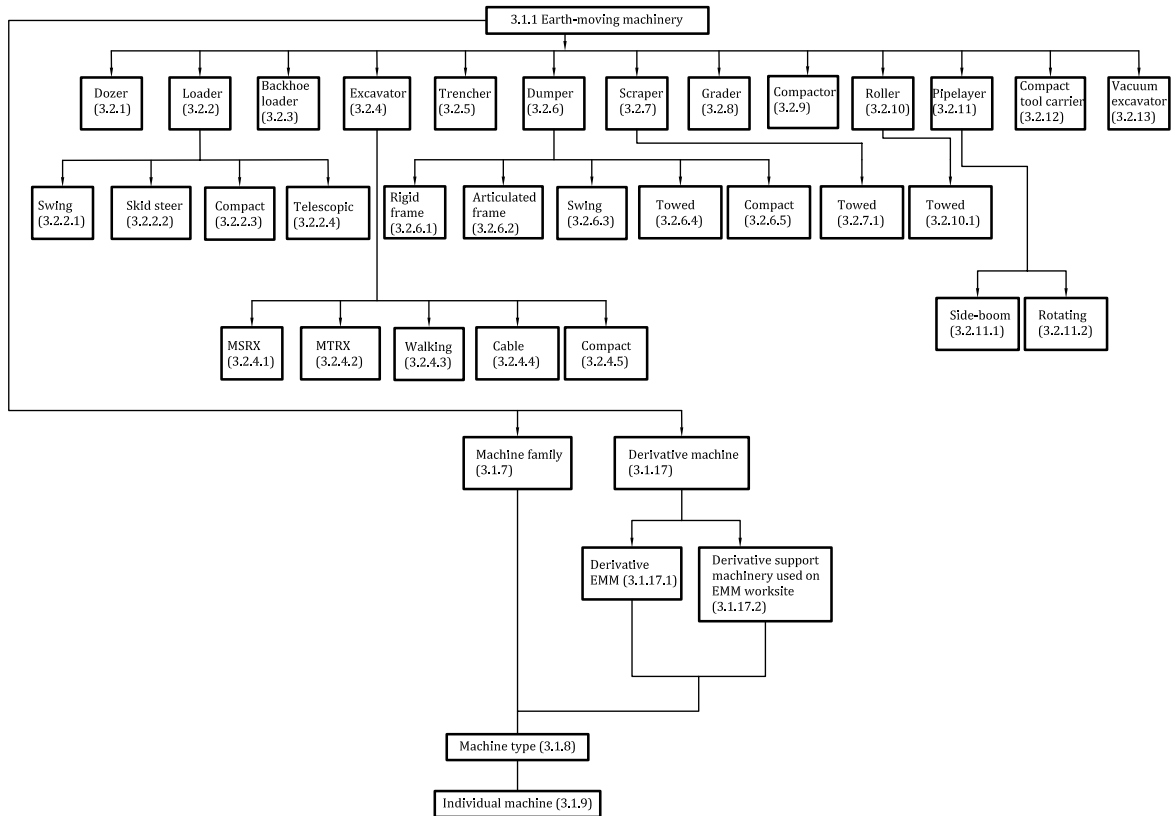 3.1.1 Earth-moving machinery
Dozer
(3.2.1)
Loader
(3.2.2)
Backhoe
loader
(3.2.3)
Excavator
(3.2.4)
Trencher
(3.2.5)
Dumper
(3.2.6)
Scraper
(3.2.7)
Grader
(3.2.8)
Compactor
(3.2.9)
Roller
(3.2.10)
Pipelayer
(3.2.11)
Compact
tool carrier
(3.2.12)
Vacuum
excavator
(3.2.13)
Swing
(3.2.2.1)
Skid steer
(3.2.2.2)
Compact
(3.2.2.3)
Telescopic
(3.2.2.4)
Rigid
frame
(3.2.6.1)
Articulated
frame
(3.2.6.2)
Swing
(3.2.6.3)
Towed
(3.2.6.4)
Compact
(3.2.6.5)
Towed
(3.2.7.1)
Towed
(3.2.10.1)
Side-boom
(3.2.11.1)
Rotating
(3.2.11.2)
MSRX
(3.2.4.1)
MTRX
(3.2.4.2)
Walking
(3.2.4.3)
Cable
(3.2.4.4)
Compact
(3.2.4.5)
Machine family
(3.1.7)
Derivative machine
(3.1.17)
Derivative
EMM (3.1.17.1)
Derivative support
machinery used on
EMM worksite
(3.1.17.2)
Machine type (3.1.8)
Individual machine (3.1.9)